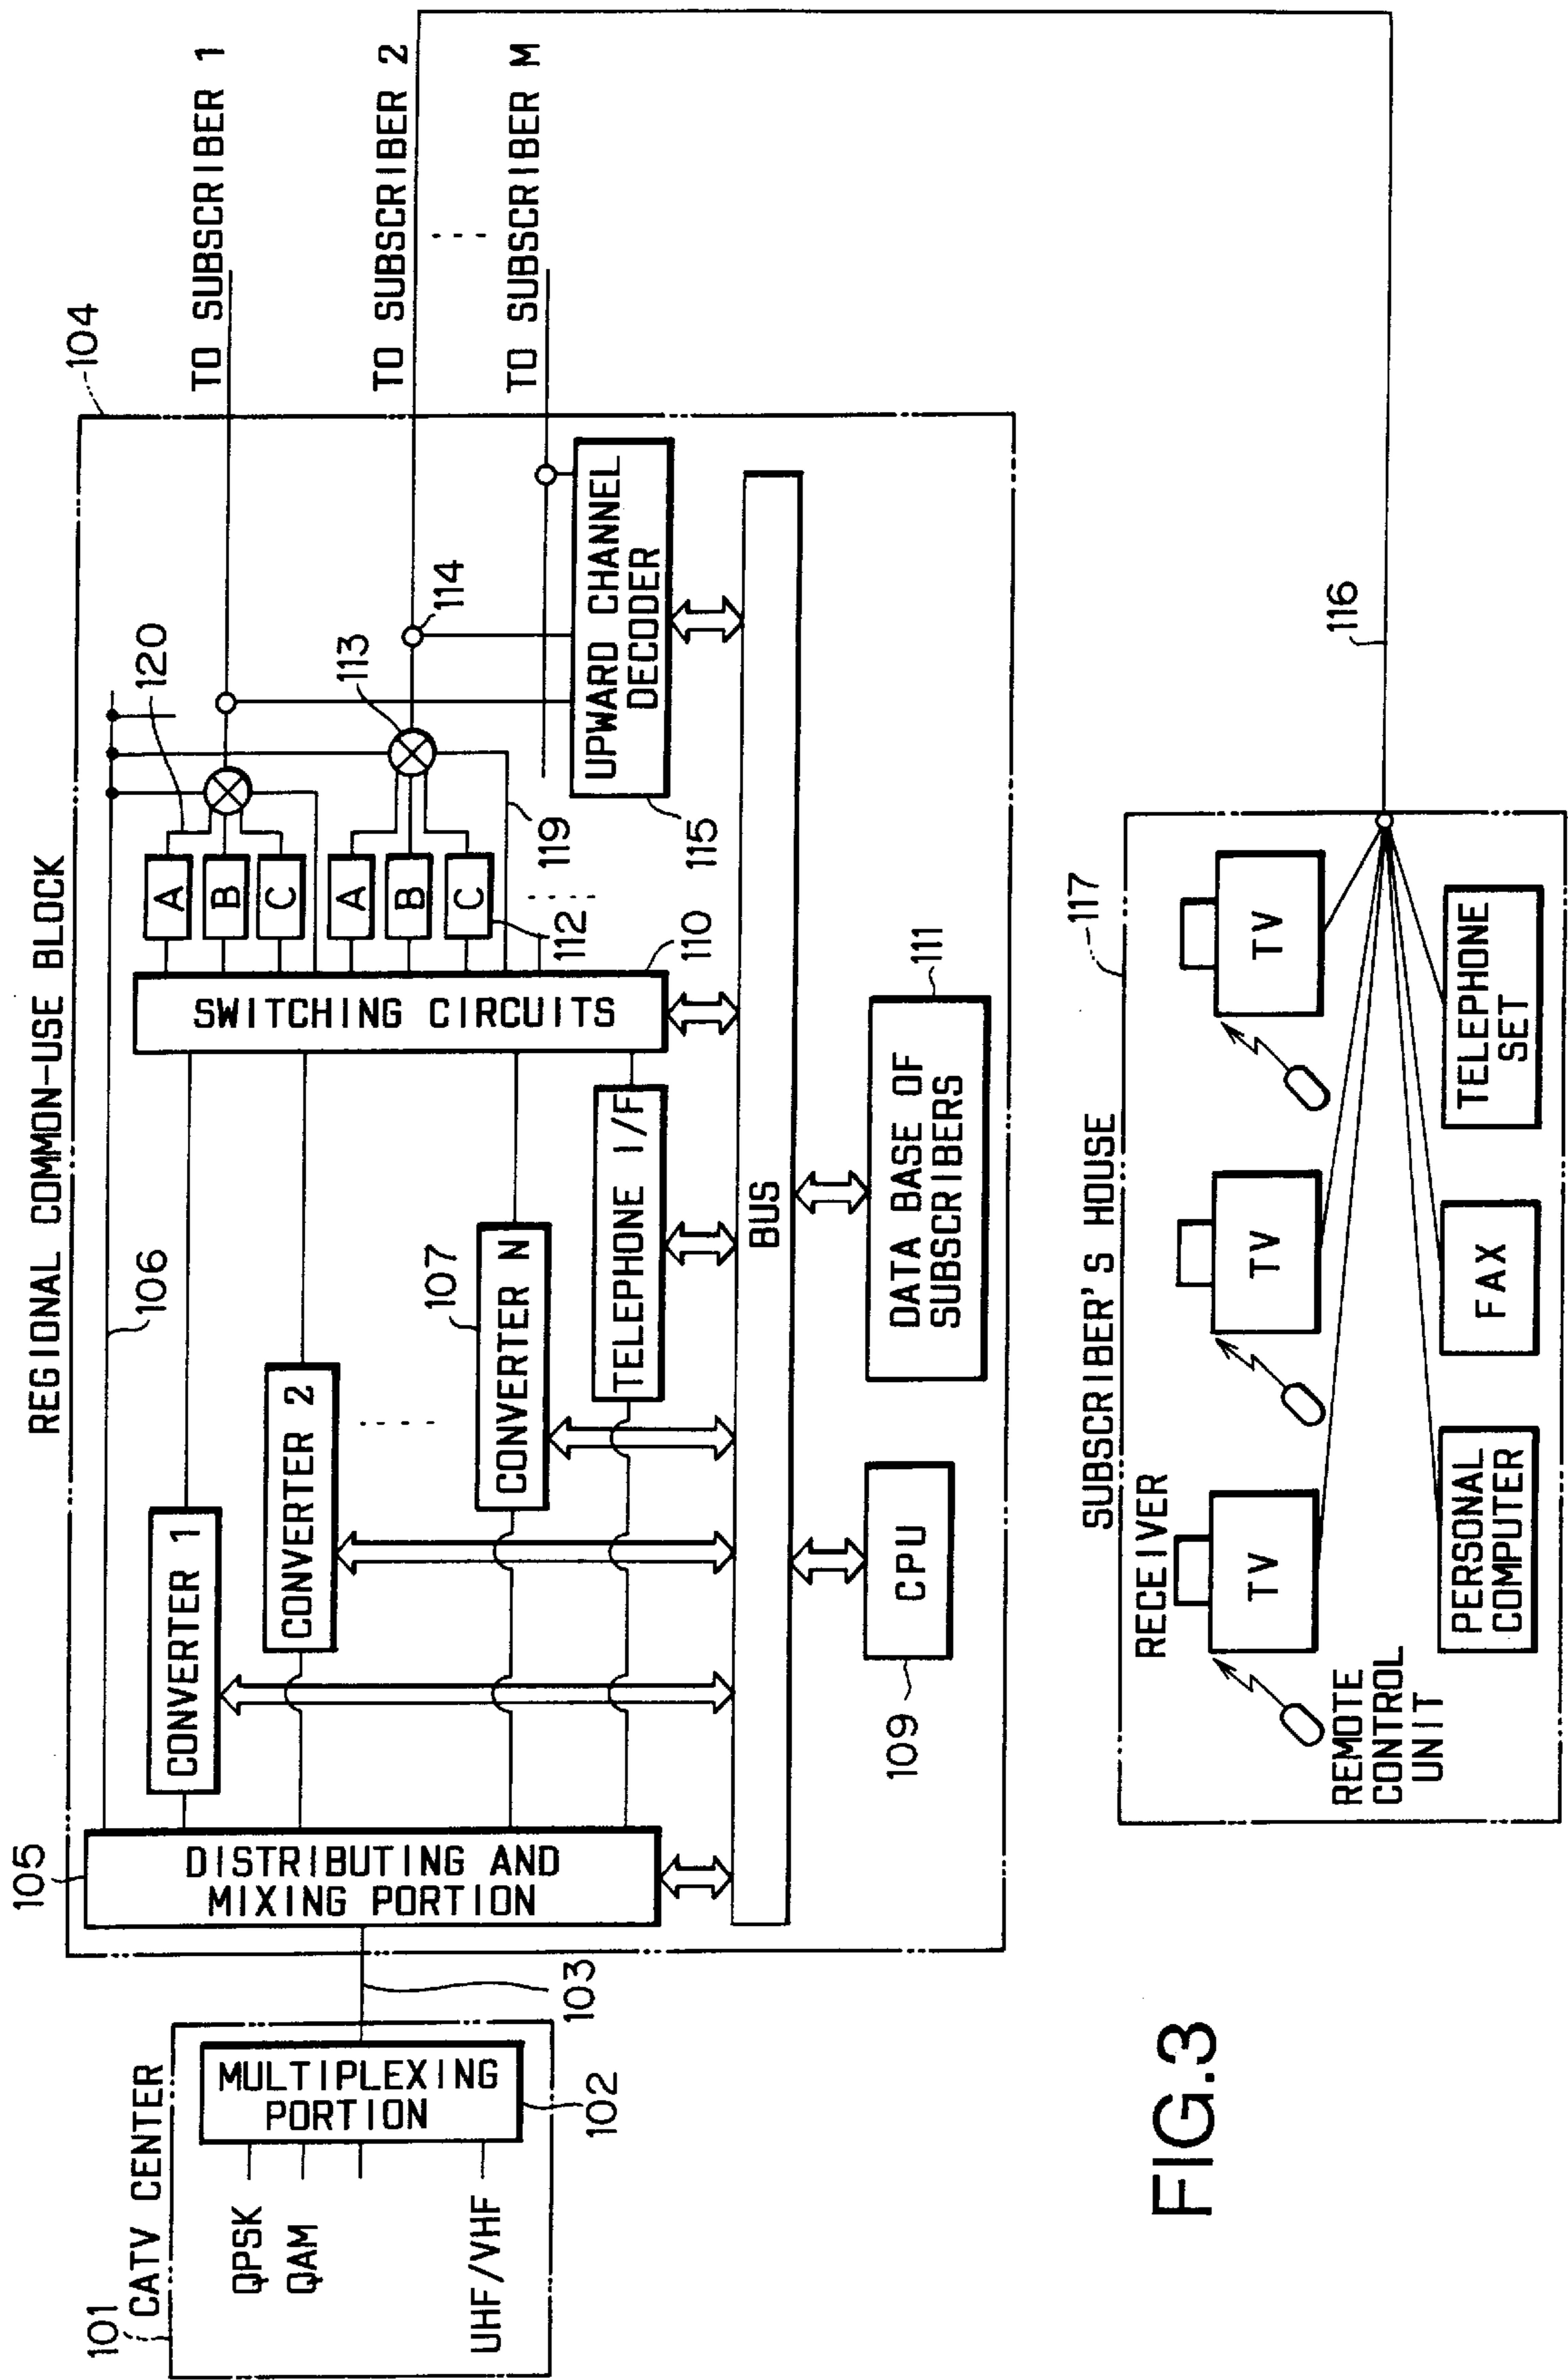 REGIONAL COMMON-USE BLOCK
104
CATV CENTER
101
QPSK
QAM
UHF/VHF
MULTIPLEXING
PORTION
102
103
105
DISTRIBUTING AND
MIXING PORTION
106
CONVERTER 1
CONVERTER 2
CONVERTER N
107
TELEPHONE I/F
SWITCHING CIRCUITS
110
A
B
C
120
A
B
C
112
119
113
114
UPWARD CHANNEL
DECODER
115
TO SUBSCRIBER 1
TO SUBSCRIBER 2
TO SUBSCRIBER M
BUS
CPU
109
DATA BASE OF
SUBSCRIBERS
111
116
SUBSCRIBER'S HOUSE
117
RECEIVER
TV
TV
TV
REMOTE
CONTROL
UNIT
PERSONAL
COMPUTER
FAX
TELEPHONE
SET
FIG.3